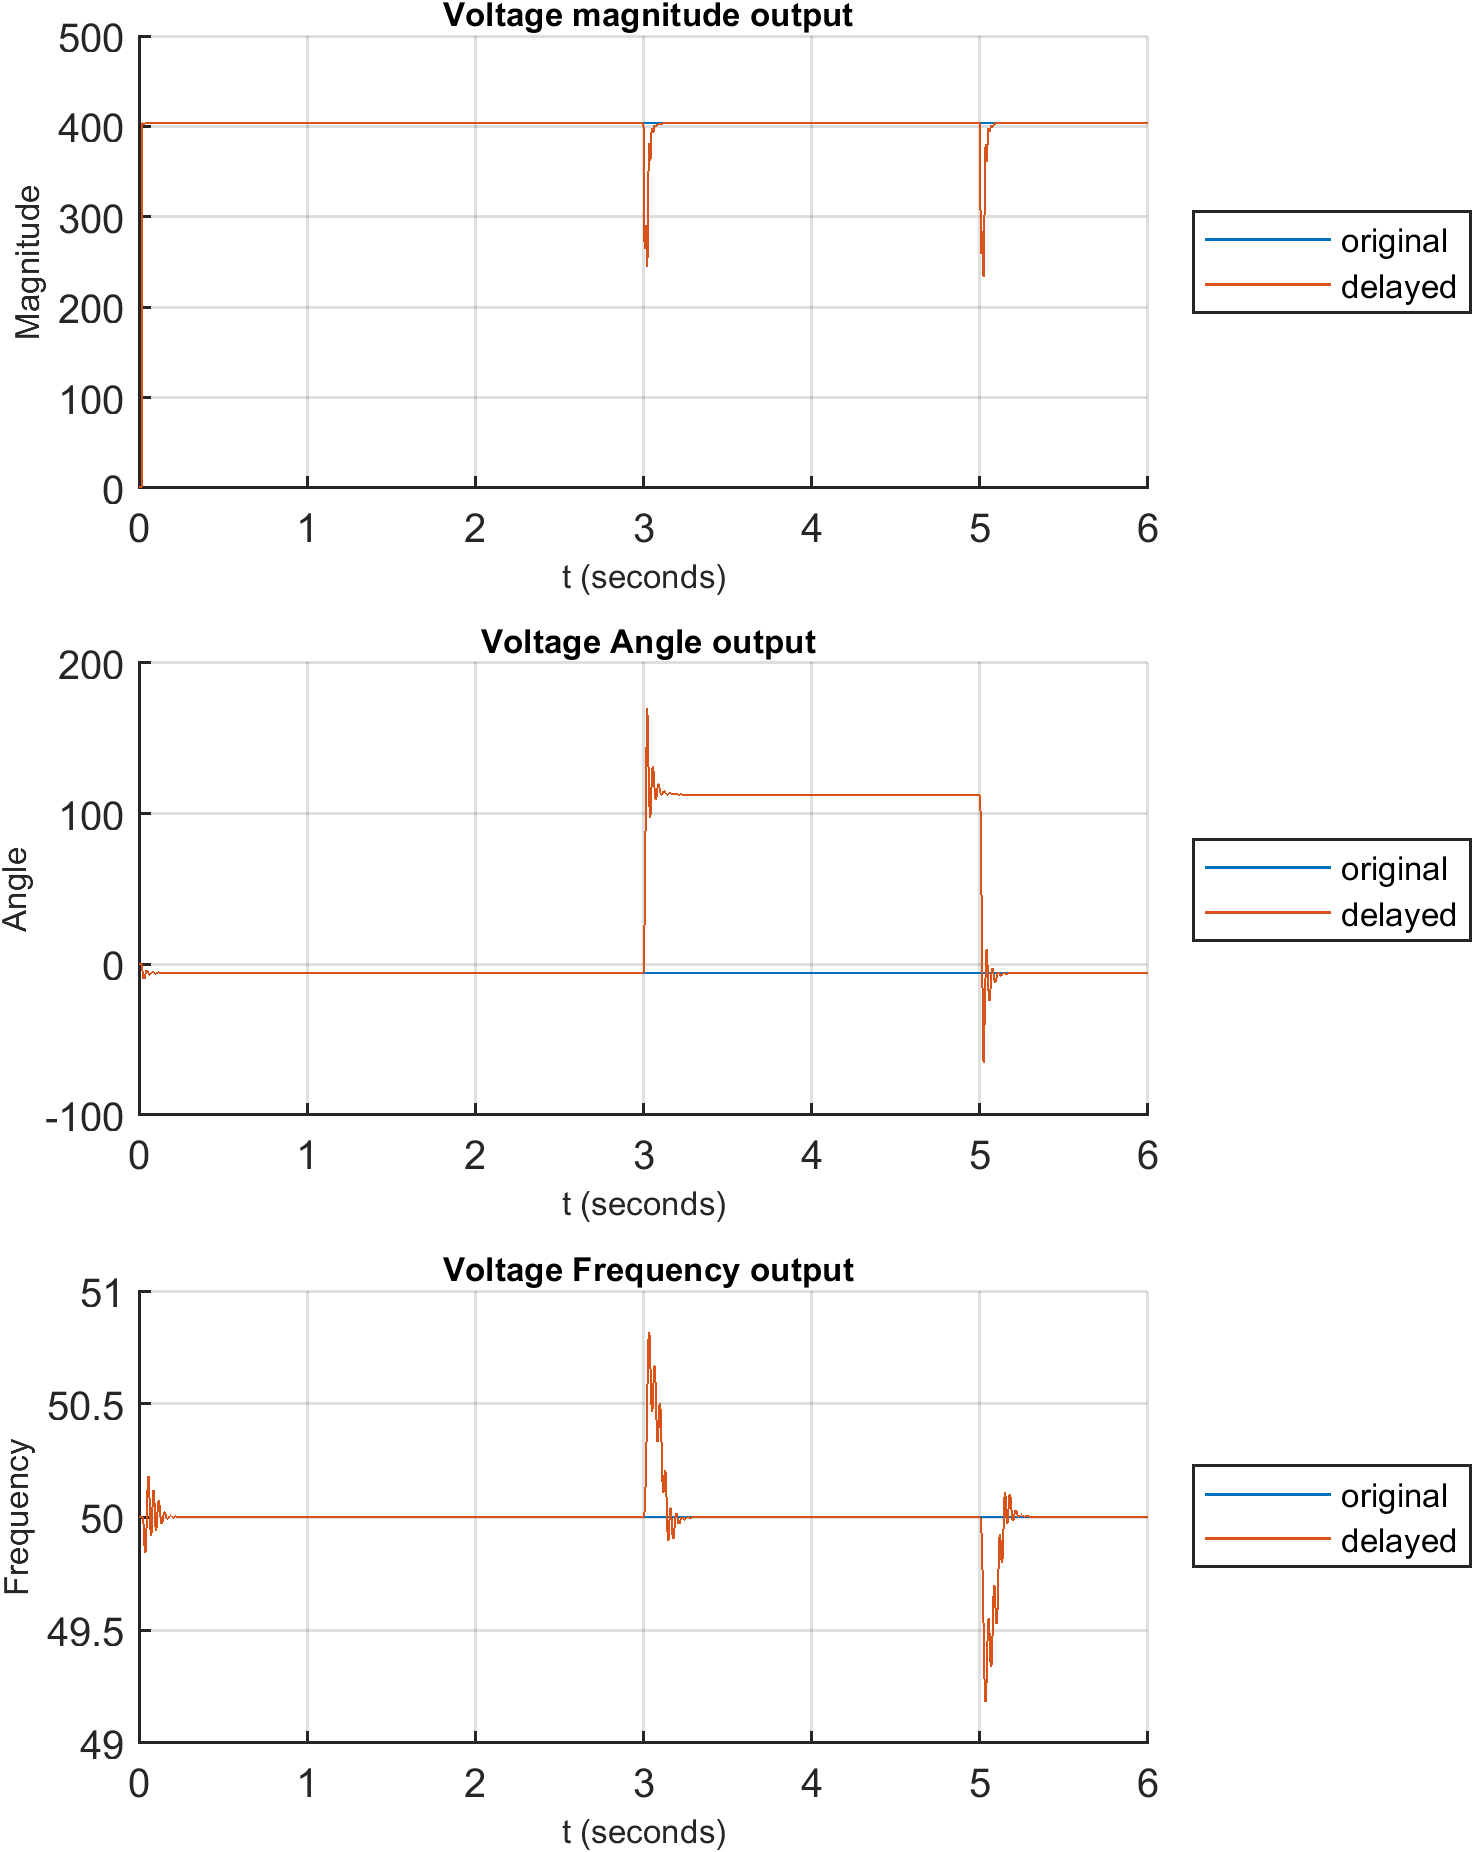 Voltage magnitude output
500
400
300
200
100
0
Magnitude
0 1 2 3 4 5 6
t (seconds)
original
delayed
Voltage Angle output
200
100
0
-100
Angle
0 1 2 3 4 5 6
t (seconds)
original
delayed
Voltage Frequency output
51
50.5
50
49.5
49
Frequency
0 1 2 3 4 5 6
t (seconds)
original
delayed